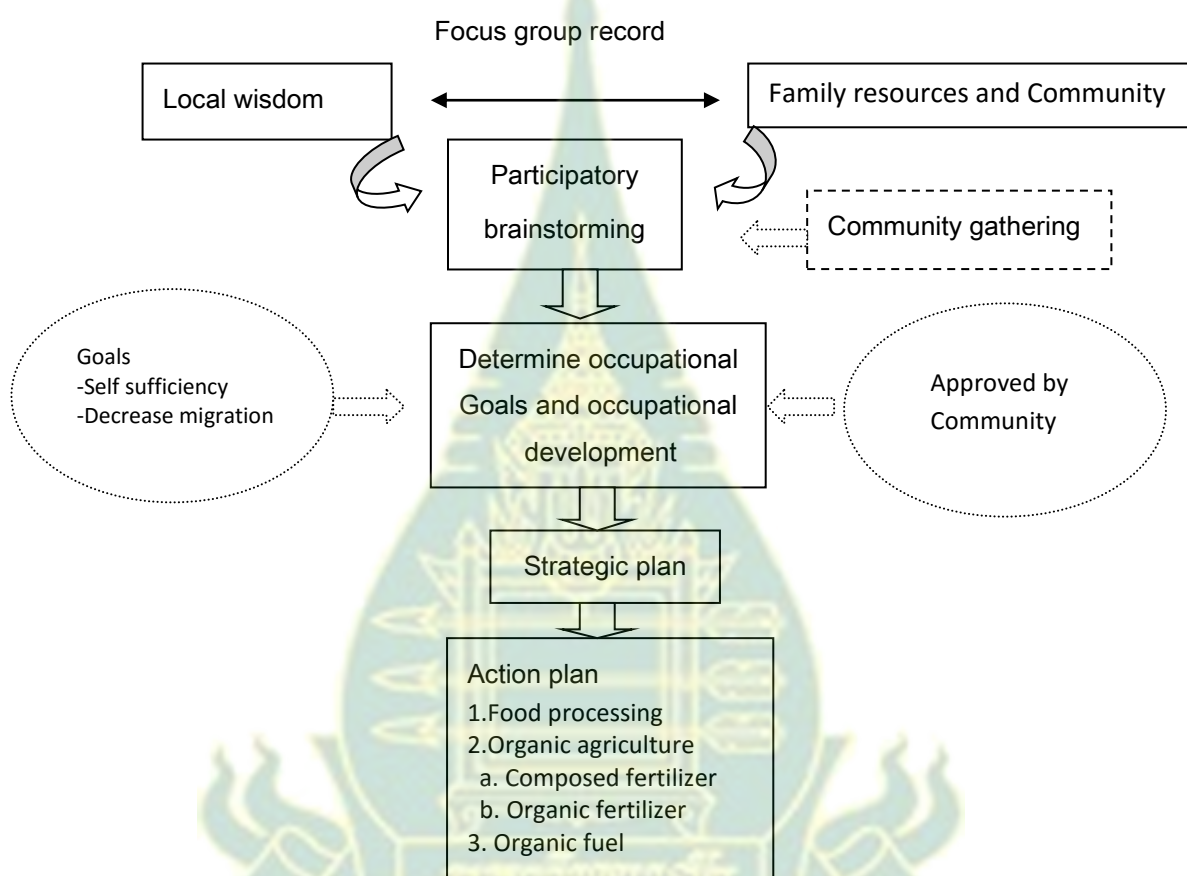 Focus group record
Local wisdom
Family resources and Community
Participatory
brainstorming
Community gathering
Goals
-Self sufficiency
-Decrease migration
Determine occupational
Goals and occupational
development
Approved by
Community
Strategic plan
Action plan
1.Food processing
2.Organic agriculture
a. Composed fertilizer
b. Organic fertilizer
3. Organic fuel